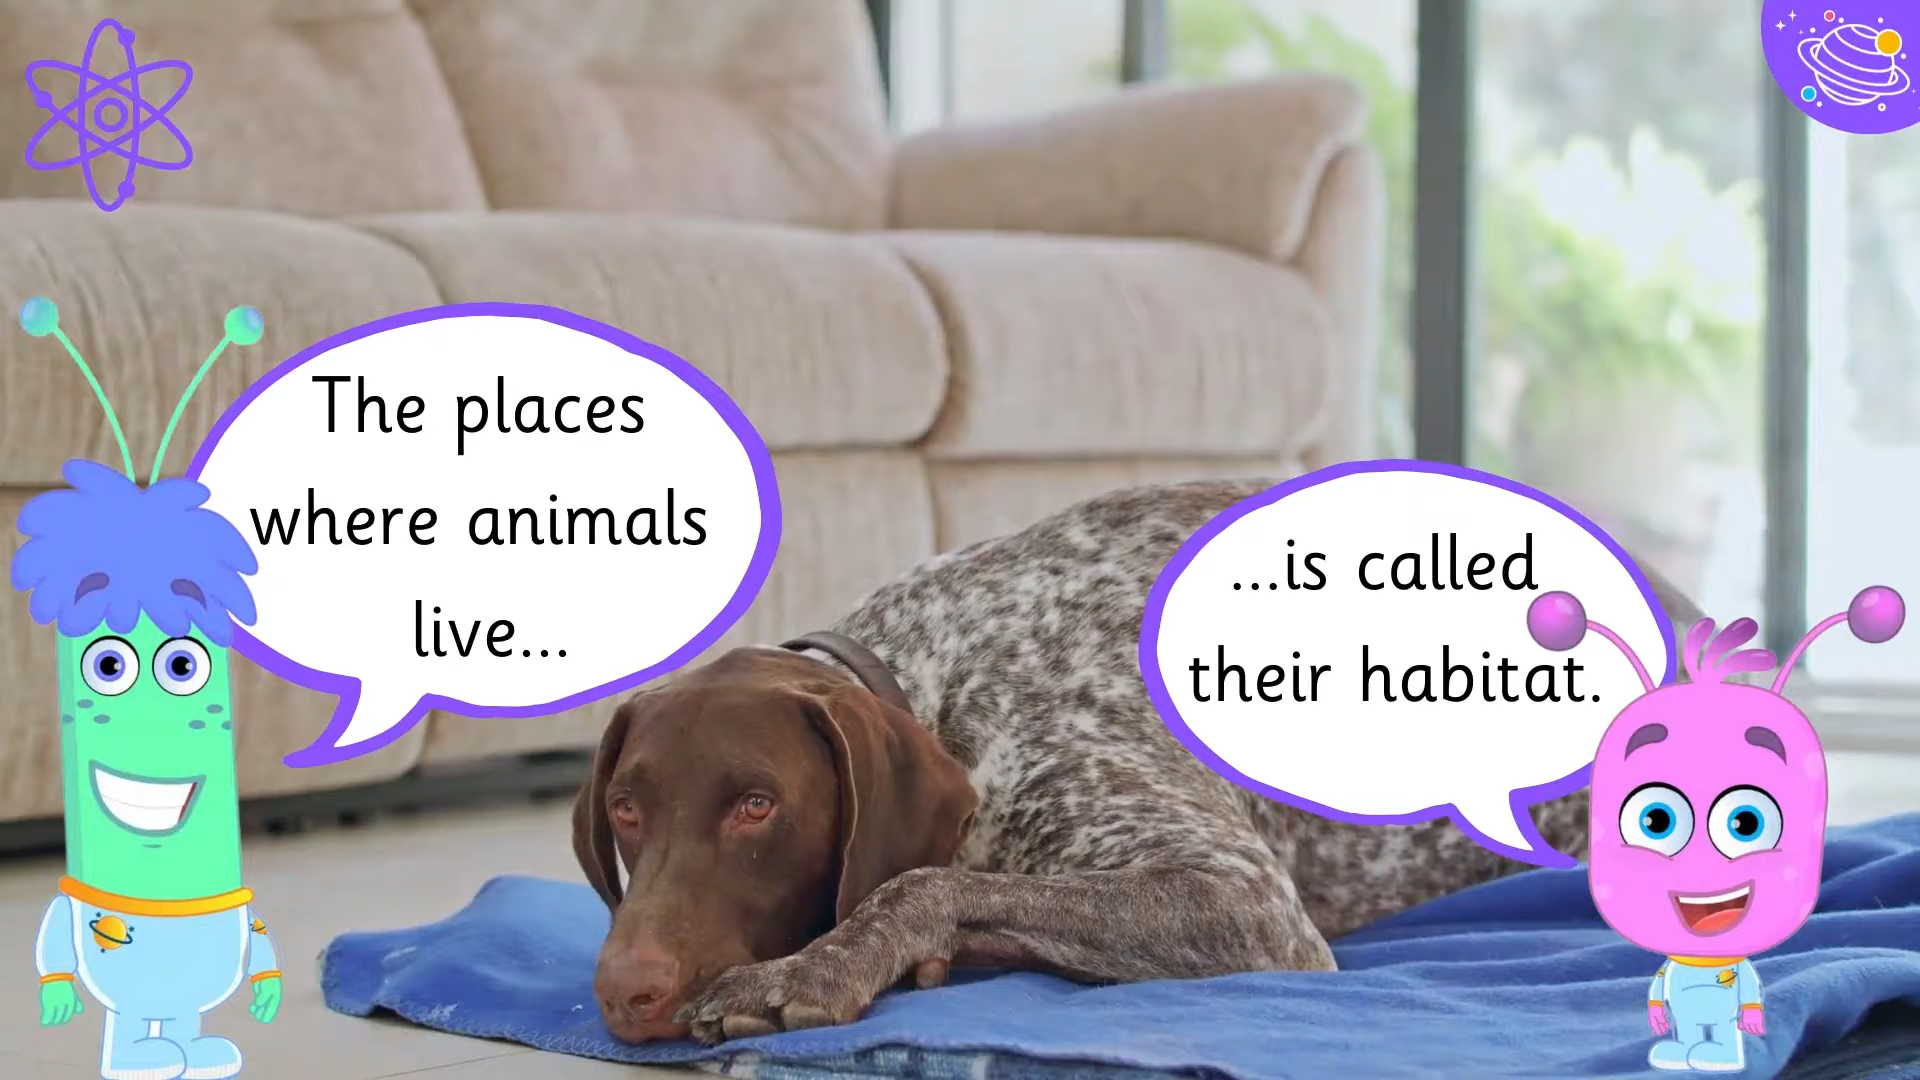 The places
where animals
live...
...is called
their habitat.